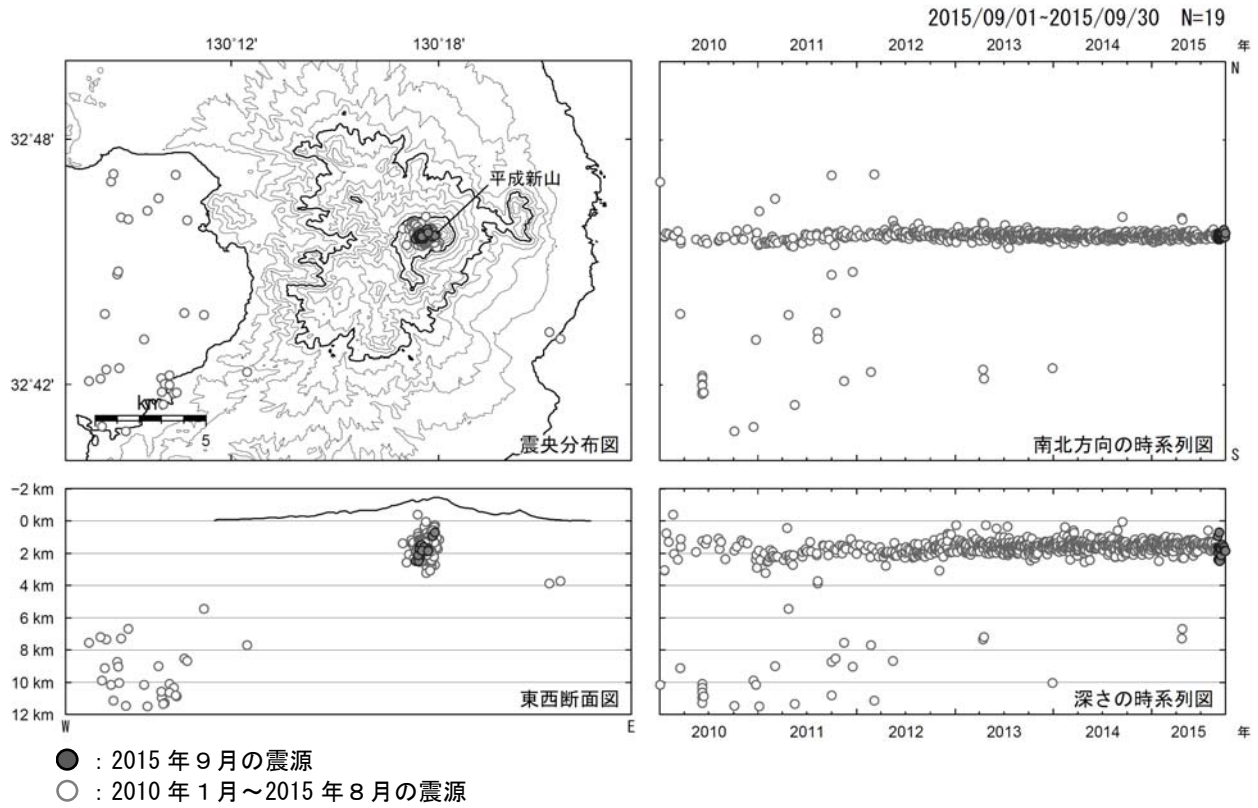 2015/09/01~2015/09/30 N=19
130°12' 130°18'
2010 2011 2012 2013 2014 2015 年
32°48'
32°42'
平成新山
km
0 5
震央分布図
N
S
南北方向の時系列図
-2 km
0 km
2 km
4 km
6 km
8 km
10 km
12 km
W E
東西断面図
深さの時系列図
2010 2011 2012 2013 2014 2015 年
：2015 年９月の震源
：2010 年１月～2015 年８月の震源